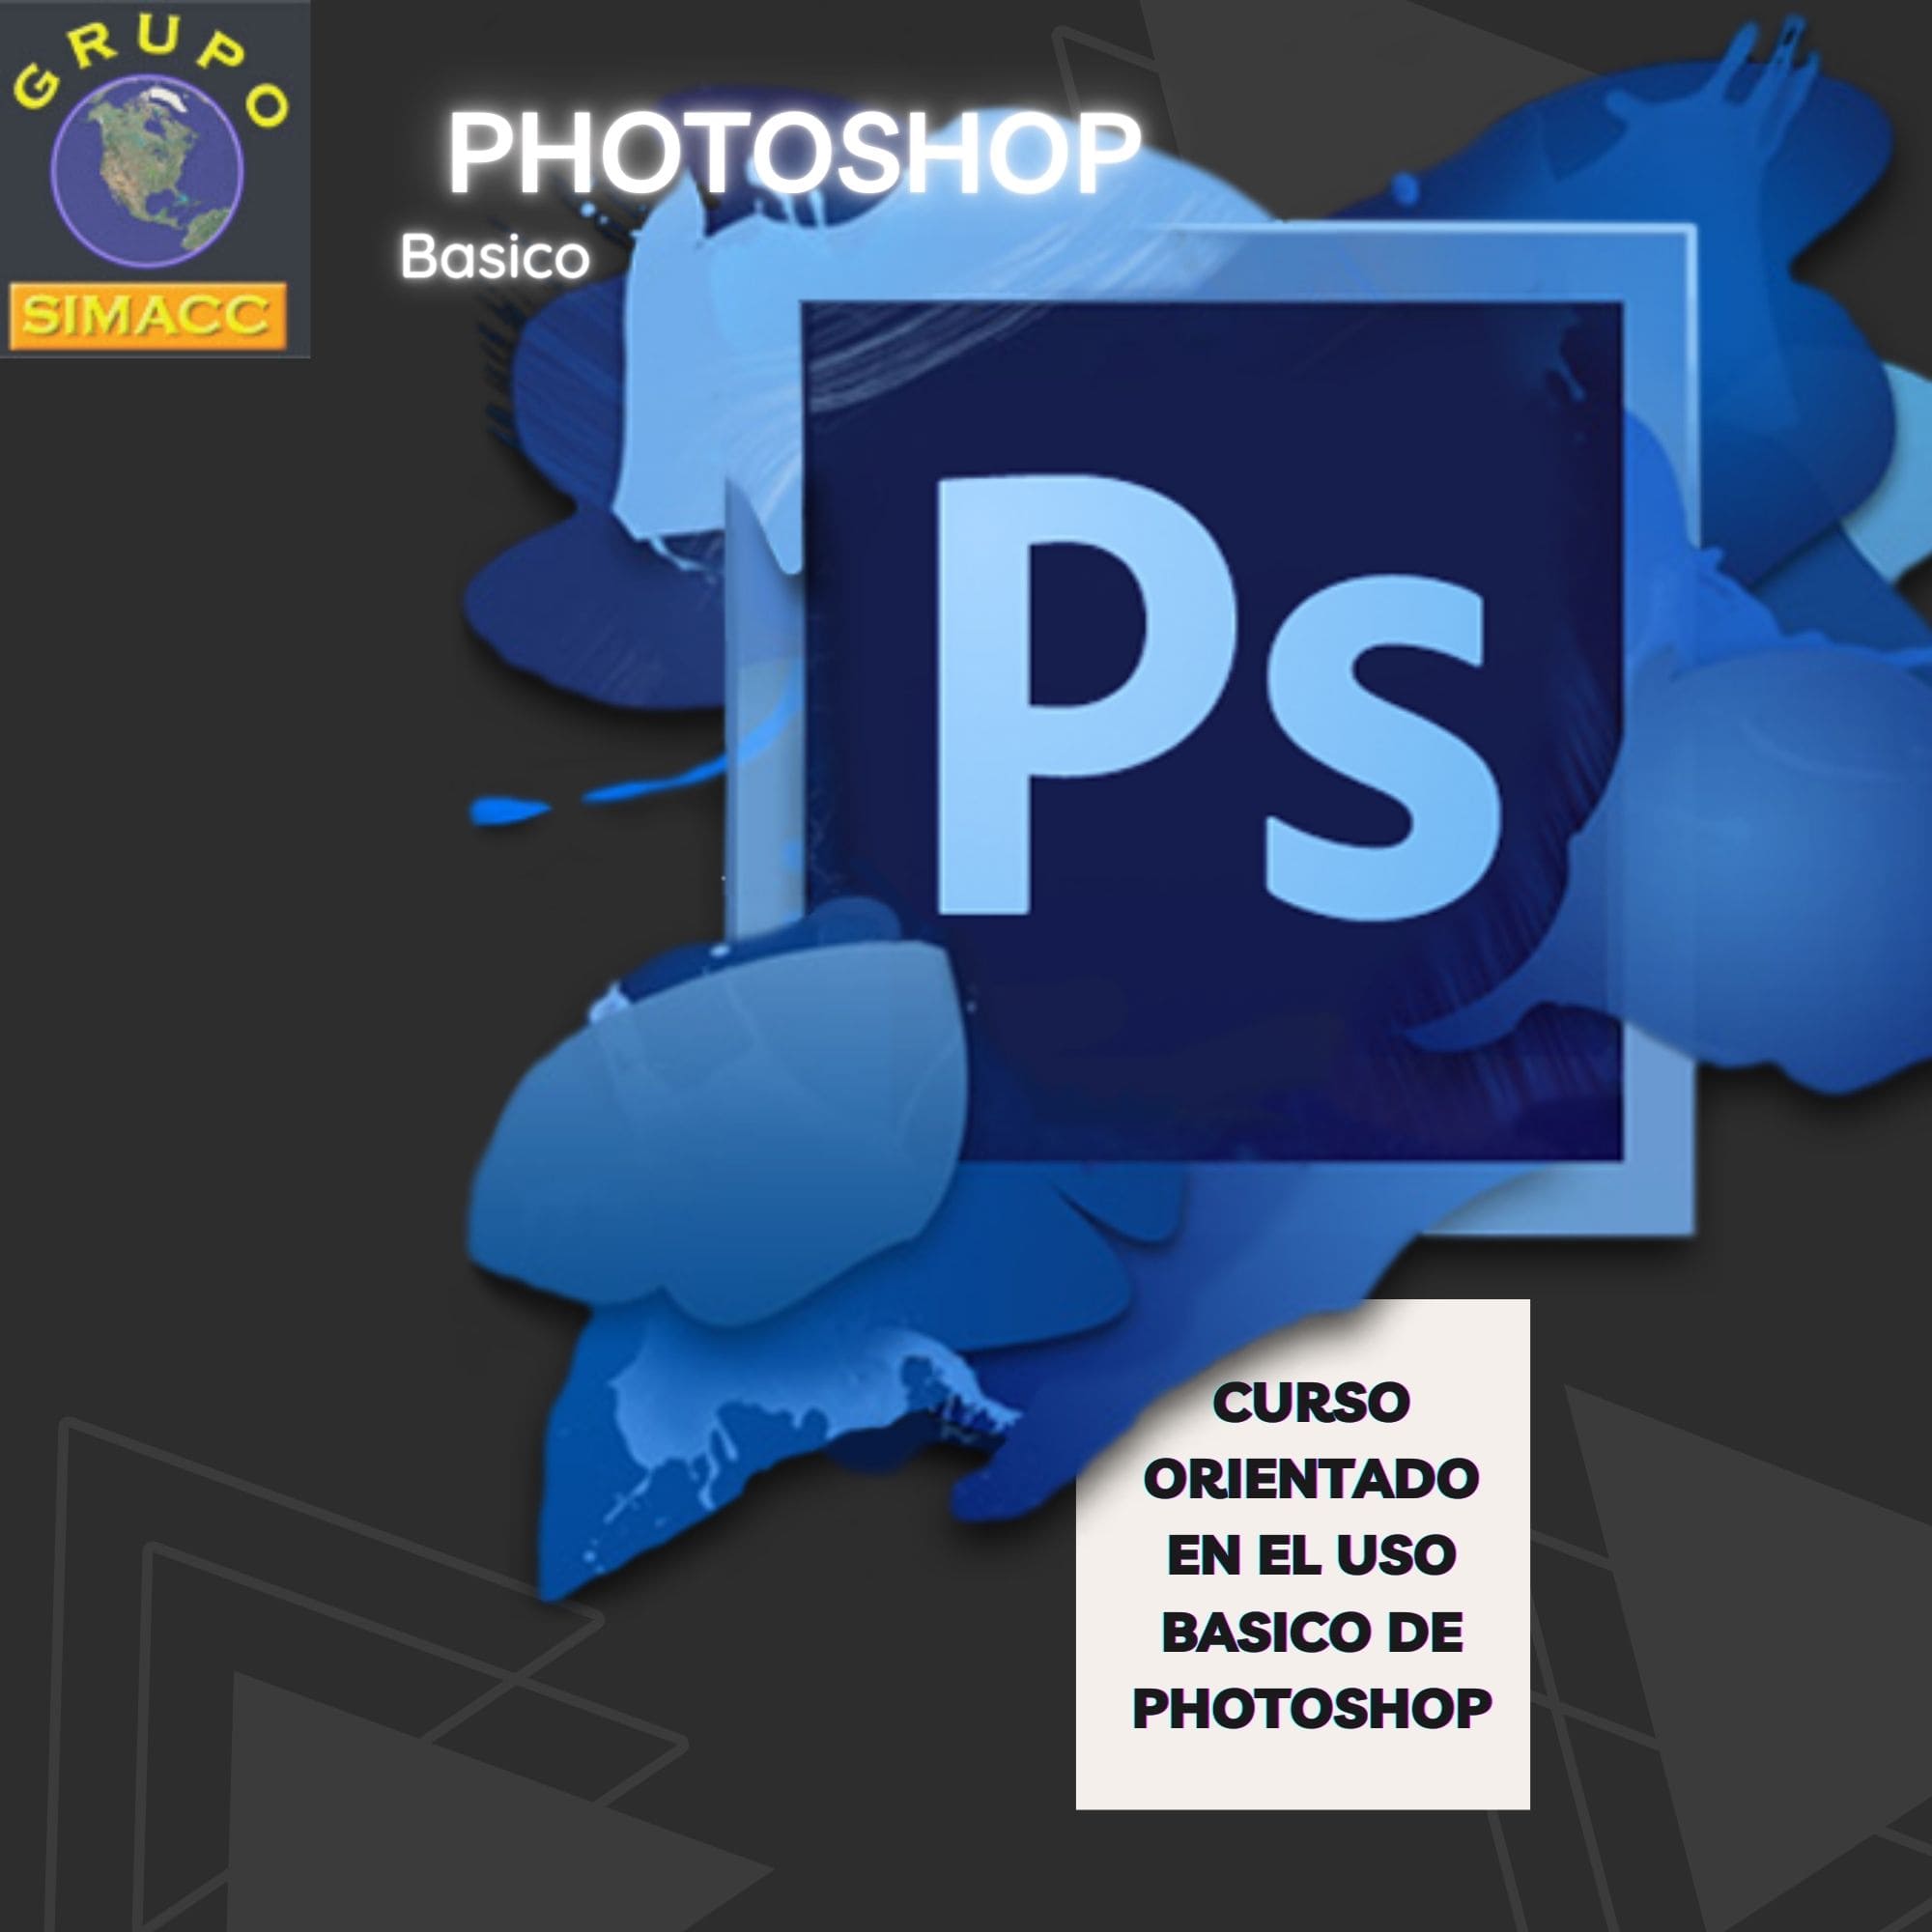 GRUPO
SIMACC
PHOTOSHOP
Basico
Ps
CURSO
ORIENTADO
EN EL USO
BASICO DE
PHOTOSHOP